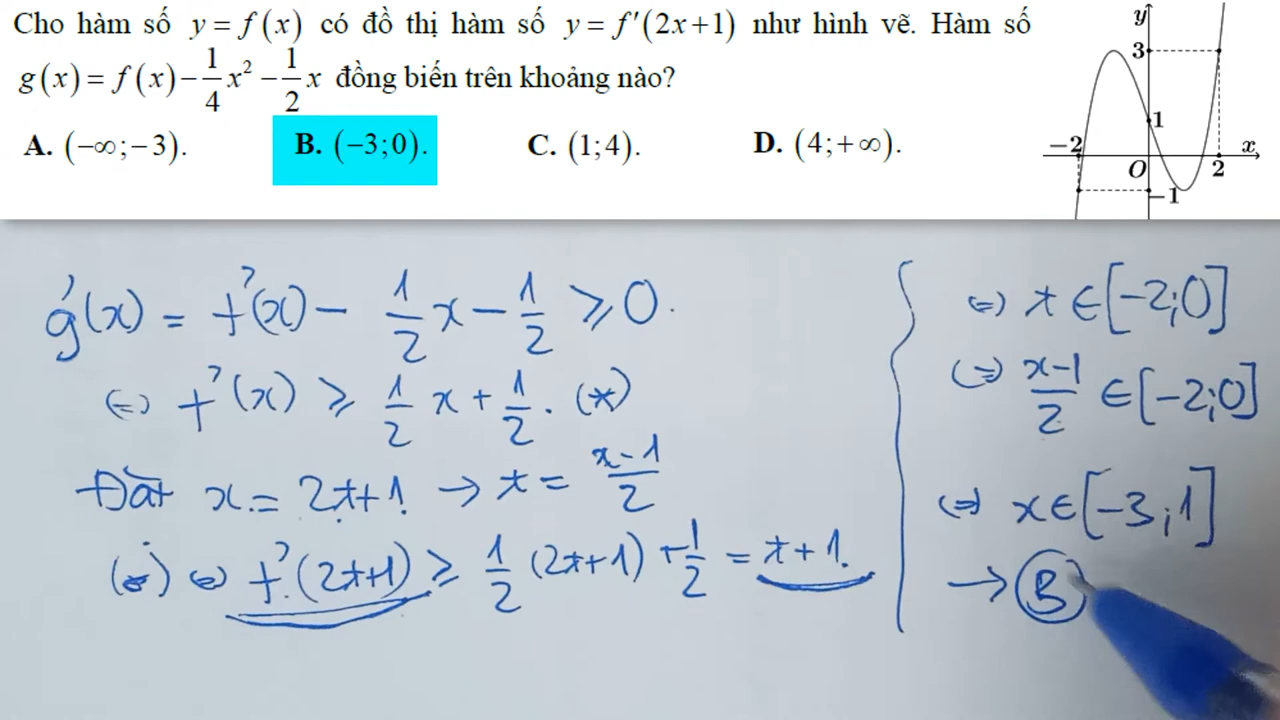 Cho hàm số y = f(x) có đồ thị hàm số y = f'(2x+1) như hình vẽ. Hàm số
g(x) = f(x) - 1/4 x² - 1/2 x đồng biến trên khoảng nào?
A. (-∞;-3). B. (-3;0). C. (1;4). D. (4;+∞).
y
3
1
-2
O
2
x
-1
g'(x) = f'(x) - 1/2 x - 1/2 ⩾ 0.
(=) f'(x) ⩾ 1/2 x + 1/2. (*)
Đặt x = 2t+1. → t = x-1/2
(*) (=) f'(2t+1) ⩾ 1/2 (2t+1) + 1/2 = t+1.
(=) t ∈ [-2;0]
(=) x-1/2 ∈ [-2;0]
(=) x ∈ [-3;1]
→ B